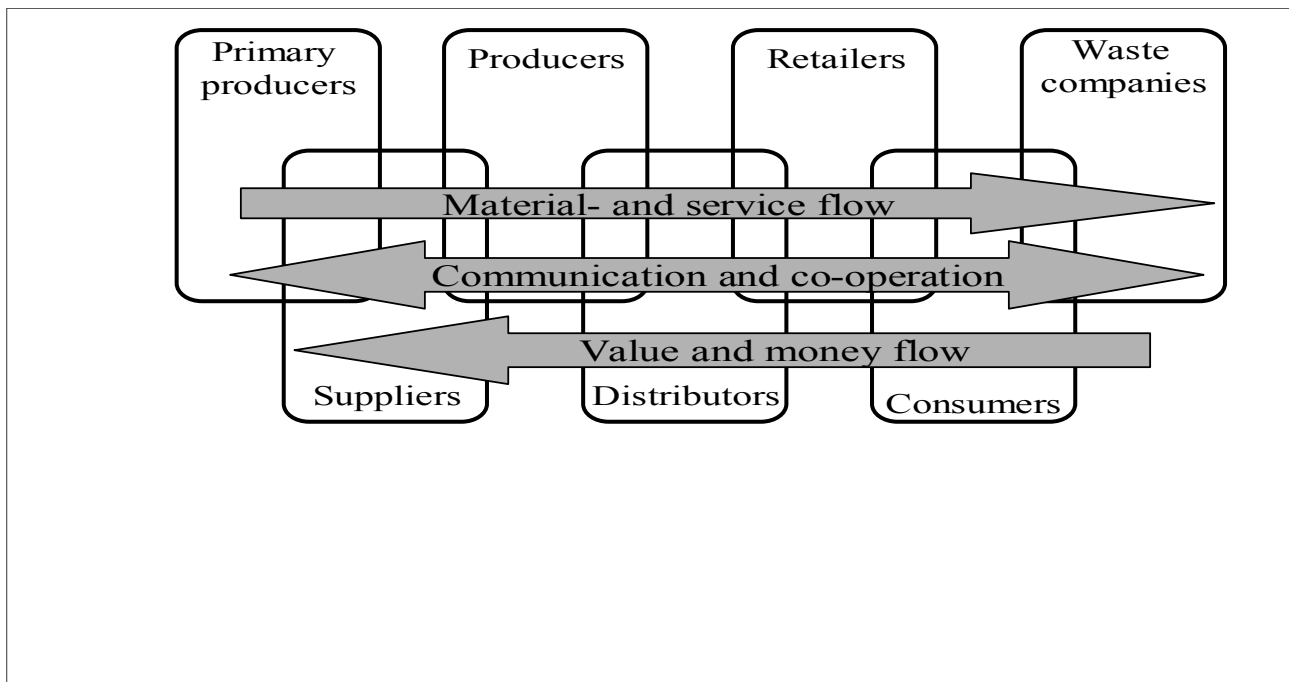 Primary
producers
Producers
Retailers
Waste
companies
Material- and service flow
Communication and co-operation
Value and money flow
Suppliers
Distributors
Consumers